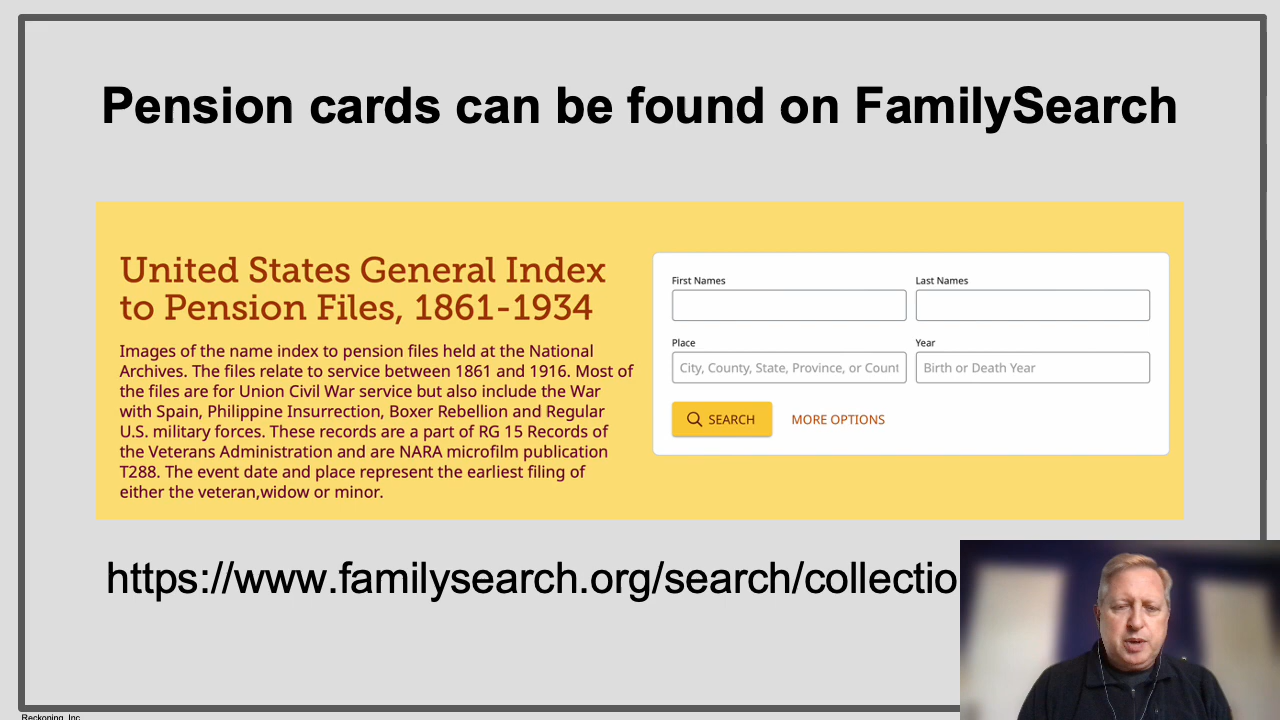 Pension cards can be found on FamilySearch
United States General Index
to Pension Files, 1861-1934
Images of the name index to pension files held at the National
Archives. The files relate to service between 1861 and 1916. Most of
the files are for Union Civil War service but also include the War
with Spain, Philippine Insurrection, Boxer Rebellion and Regular
U.S. military forces. These records are a part of RG 15 Records of
the Veterans Administration and are NARA microfilm publication
T288. The event date and place represent the earliest filing of
either the veteran,widow or minor.
First Names
Last Names
Place
Year
City, County, State, Province, or Count
Birth or Death Year
SEARCH
MORE OPTIONS
https://www.familysearch.org/search/collectio
Reckoning, Inc.